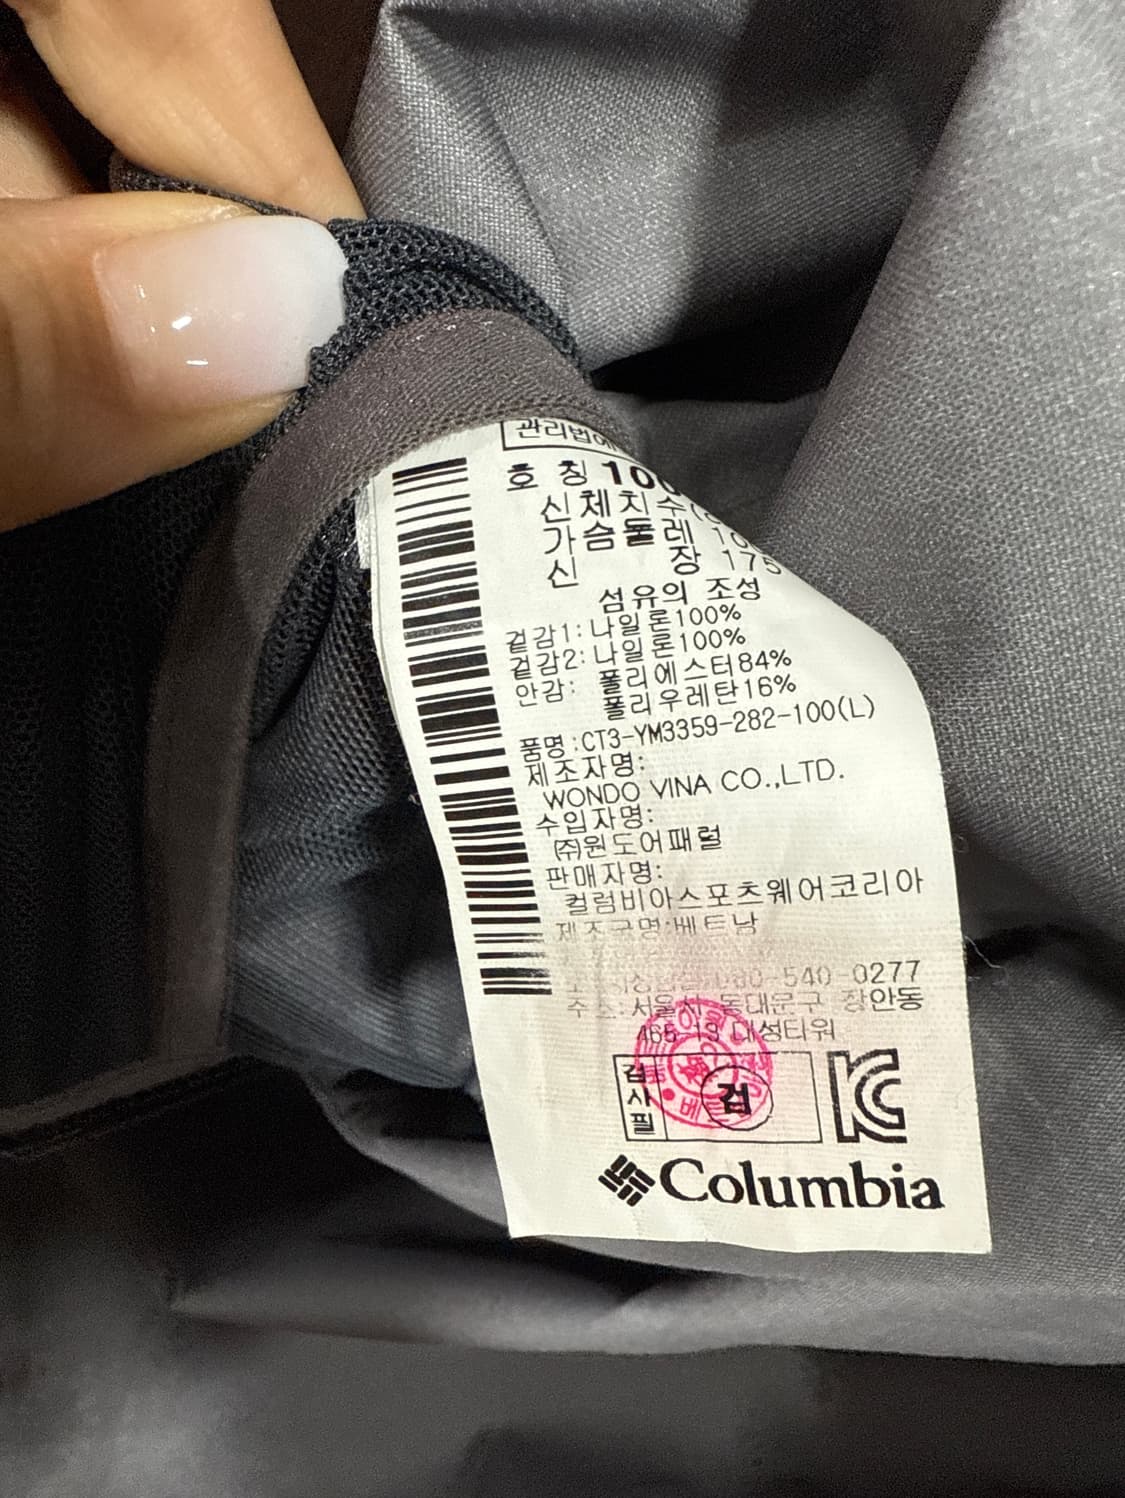 관리법에
호 칭 100
신체치수
가슴둘레
신 장 175
섬유의 조성
겉감1: 나일론100%
겉감2: 나일론100%
안감: 폴리에스터84%
폴리우레탄16%
품명:CT3-YM3359-282-100(L)
제조자명:
WONDO VINA CO.,LTD.
수입자명:
㈜원도어패럴
판매자명:
컬럼비아스포츠웨어코리아
제조국명:베트남
080-540-0277
주 소:서울시 동대문구 장안동
465-13 대성타워
검사필 검
KC
Columbia